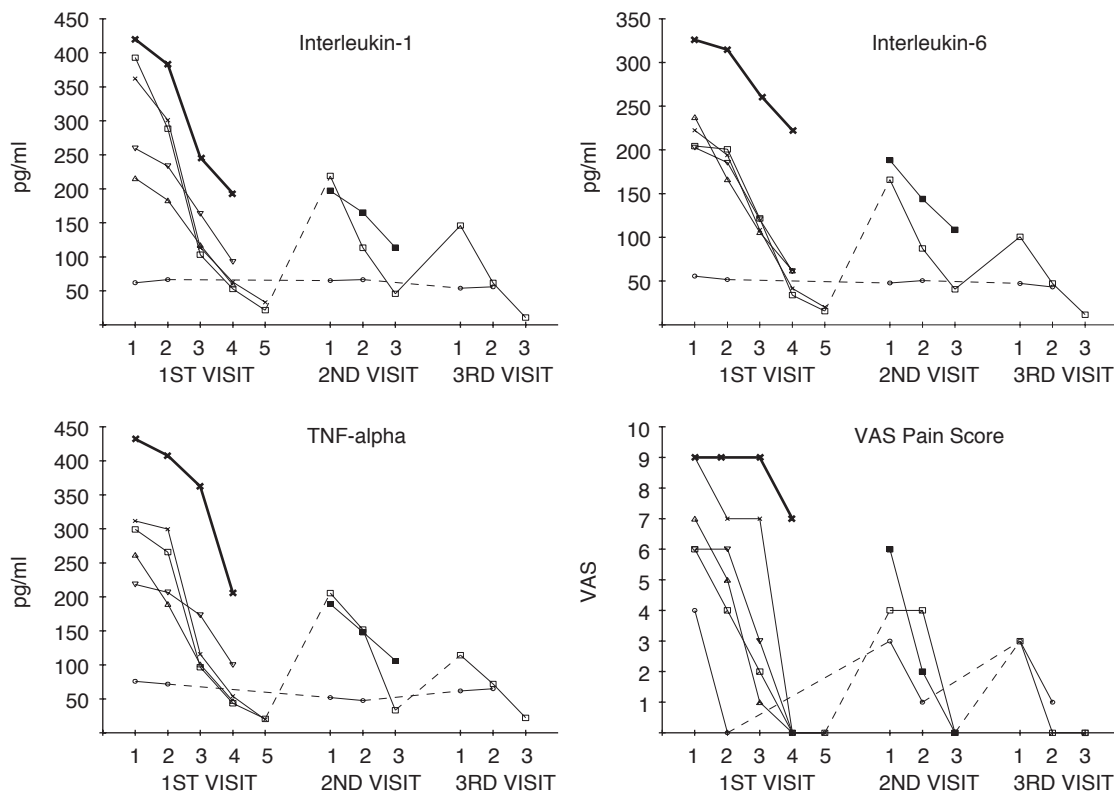 Interleukin-1
pg/ml
450
400
350
300
250
200
150
100
50
1 2 3 4 5 1 2 3 1 2 3
1ST VISIT 2ND VISIT 3RD VISIT
Interleukin-6
pg/ml
350
300
250
200
150
100
50
1 2 3 4 5 1 2 3 1 2 3
1ST VISIT 2ND VISIT 3RD VISIT
TNF-alpha
pg/ml
450
400
350
300
250
200
150
100
50
1 2 3 4 5 1 2 3 1 2 3
1ST VISIT 2ND VISIT 3RD VISIT
VAS Pain Score
VAS
10
9
8
7
6
5
4
3
2
1
1 2 3 4 5 1 2 3 1 2 3
1ST VISIT 2ND VISIT 3RD VISIT